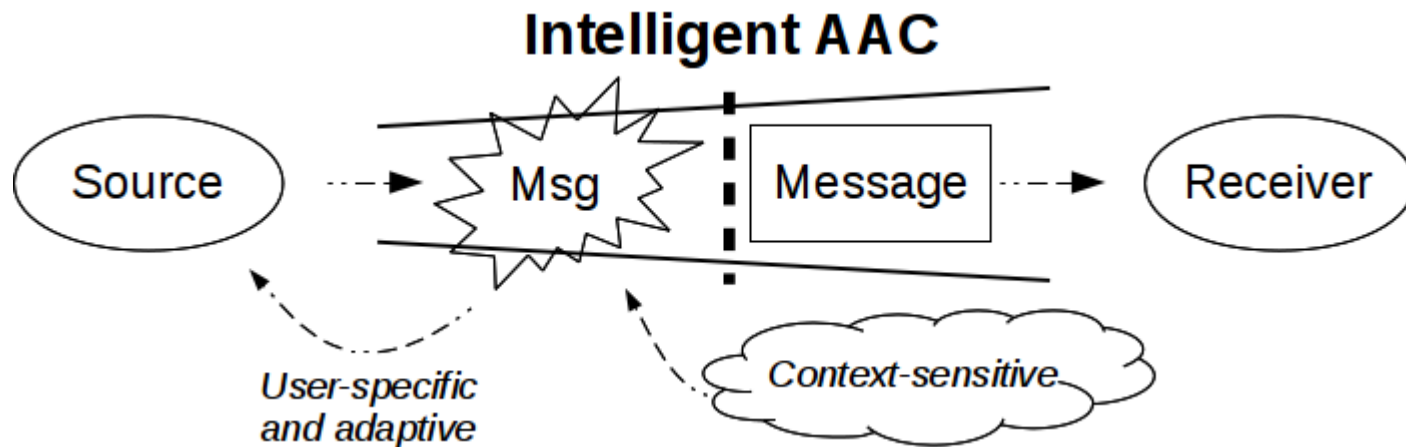 Intelligent AAC
Source
Msg
Message
Receiver
User-specific
and adaptive
Context-sensitive